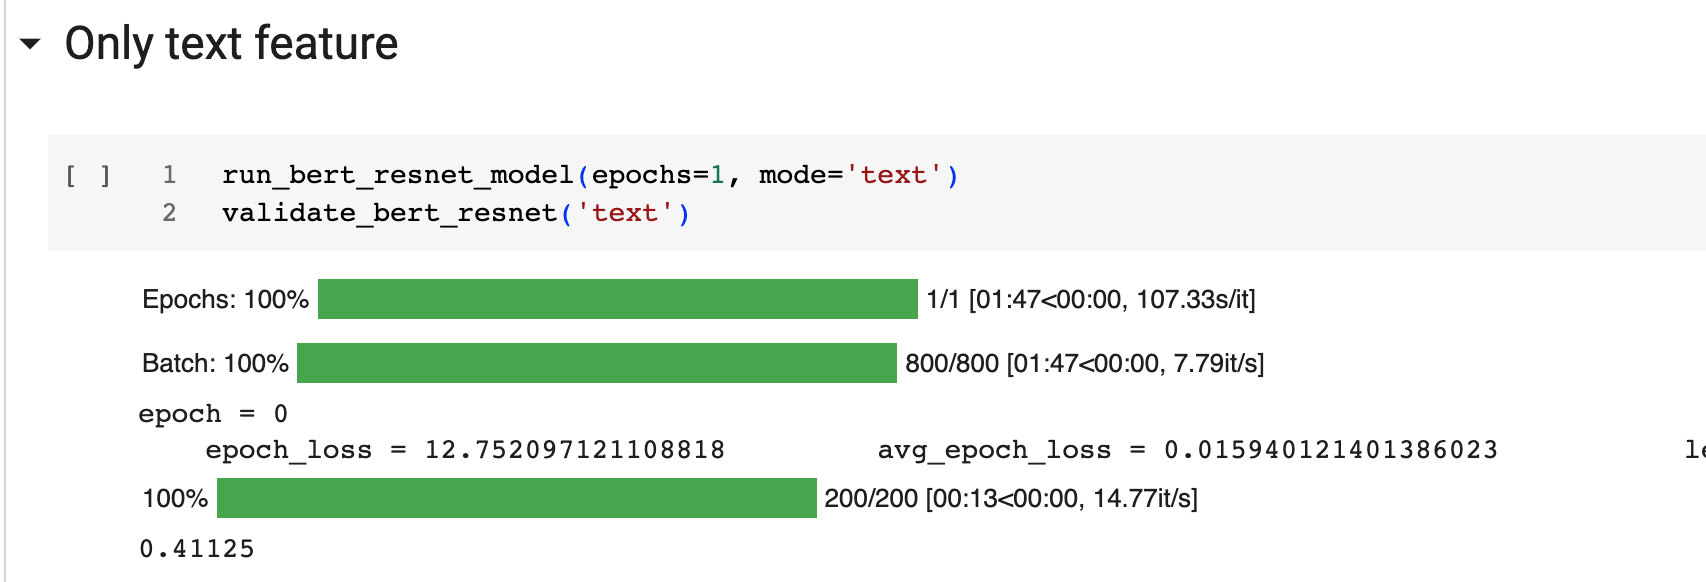 Only text feature
[ ] 1 run_bert_resnet_model(epochs=1, mode='text')
2 validate_bert_resnet('text')
Epochs: 100% 1/1 [01:47<00:00, 107.33s/it]
Batch: 100% 800/800 [01:47<00:00, 7.79it/s]
epoch = 0
epoch_loss = 12.752097121108818 avg_epoch_loss = 0.015940121401386023
100% 200/200 [00:13<00:00, 14.77it/s]
0.41125